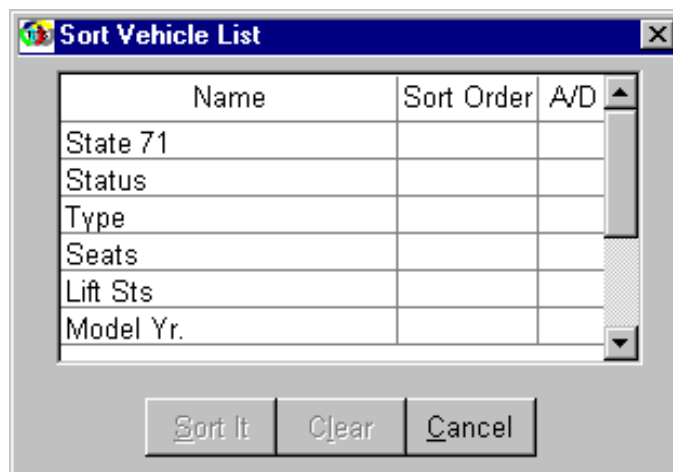 Sort Vehicle List
Name Sort Order A/D
State 71
Status
Type
Seats
Lift Sts
Model Yr.
Sort It Clear Cancel